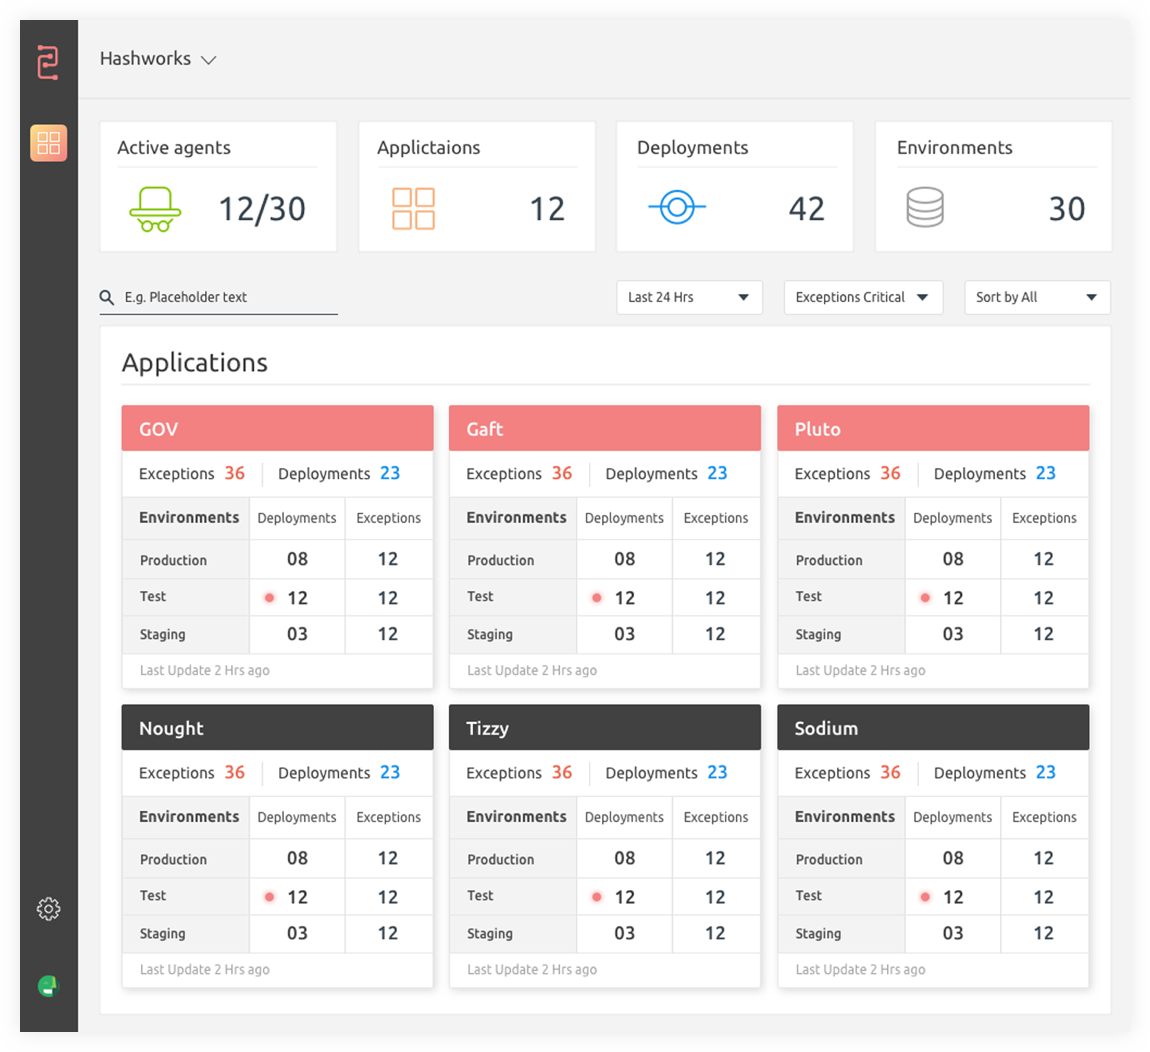 Hashworks
Active agents
12/30
Applictaions
12
Deployments
42
Environments
30
E.g. Placeholder text
Last 24 Hrs
Exceptions Critical
Sort by All
Applications
GOV
Exceptions 36 Deployments 23
Environments Deployments Exceptions
Production 08 12
Test 12 12
Staging 03 12
Last Update 2 Hrs ago
Gaft
Exceptions 36 Deployments 23
Environments Deployments Exceptions
Production 08 12
Test 12 12
Staging 03 12
Last Update 2 Hrs ago
Pluto
Exceptions 36 Deployments 23
Environments Deployments Exceptions
Production 08 12
Test 12 12
Staging 03 12
Last Update 2 Hrs ago
Nought
Exceptions 36 Deployments 23
Environments Deployments Exceptions
Production 08 12
Test 12 12
Staging 03 12
Last Update 2 Hrs ago
Tizzy
Exceptions 36 Deployments 23
Environments Deployments Exceptions
Production 08 12
Test 12 12
Staging 03 12
Last Update 2 Hrs ago
Sodium
Exceptions 36 Deployments 23
Environments Deployments Exceptions
Production 08 12
Test 12 12
Staging 03 12
Last Update 2 Hrs ago